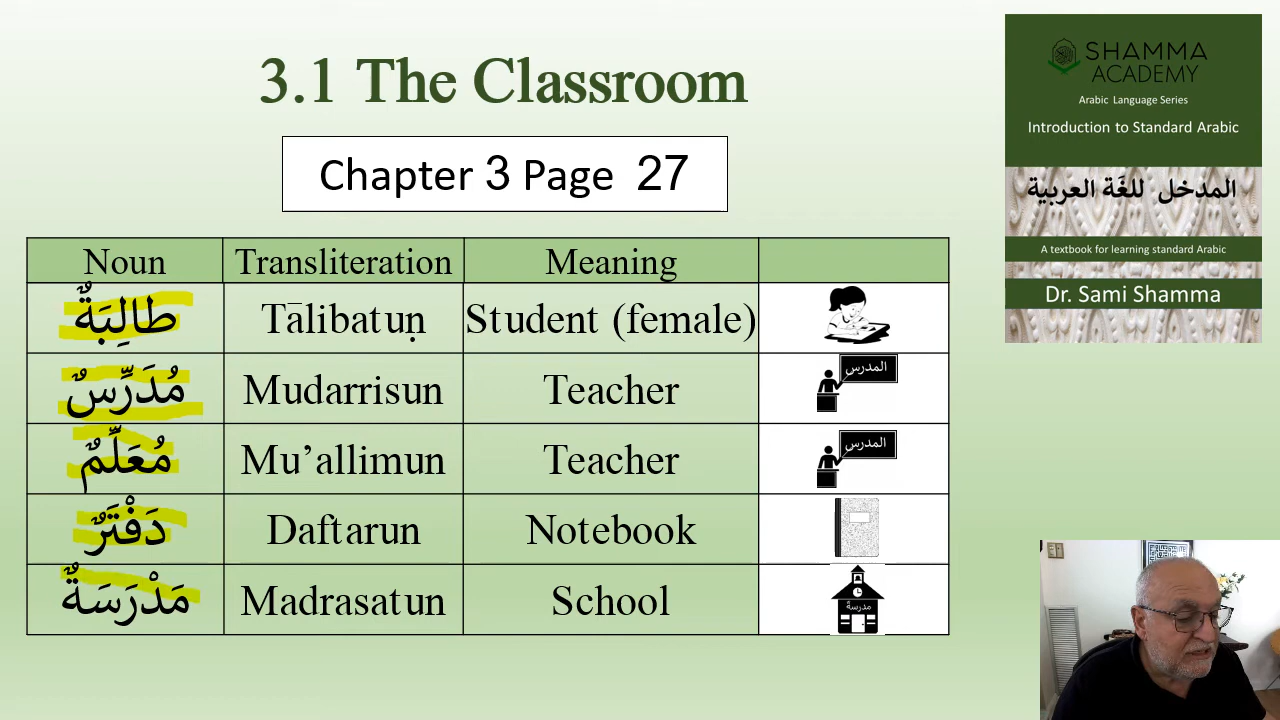 3.1 The Classroom
Chapter 3 Page 27
Noun Transliteration Meaning
طالِبَةٌ Tālibatuṇ Student (female)
مُدَرِّسٌ Mudarrisun Teacher المدرس
مُعَلِّمٌ Mu’allimun Teacher المدرس
دَفْتَرٌ Daftarun Notebook
مَدْرَسَةٌ Madrasatun School مدرسة
SHAMMA
ACADEMY
Arabic Language Series
Introduction to Standard Arabic
المدخل للغَة العربية
A textbook for learning standard Arabic
Dr. Sami Shamma